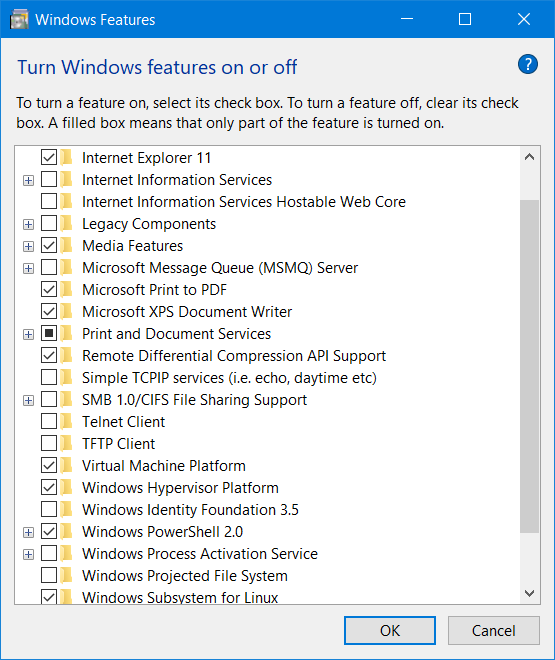 Windows Features
Turn Windows features on or off
?
To turn a feature on, select its check box. To turn a feature off, clear its check
box. A filled box means that only part of the feature is turned on.
Internet Explorer 11
Internet Information Services
Internet Information Services Hostable Web Core
Legacy Components
Media Features
Microsoft Message Queue (MSMQ) Server
Microsoft Print to PDF
Microsoft XPS Document Writer
Print and Document Services
Remote Differential Compression API Support
Simple TCPIP services (i.e. echo, daytime etc)
SMB 1.0/CIFS File Sharing Support
Telnet Client
TFTP Client
Virtual Machine Platform
Windows Hypervisor Platform
Windows Identity Foundation 3.5
Windows PowerShell 2.0
Windows Process Activation Service
Windows Projected File System
Windows Subsystem for Linux
OK
Cancel